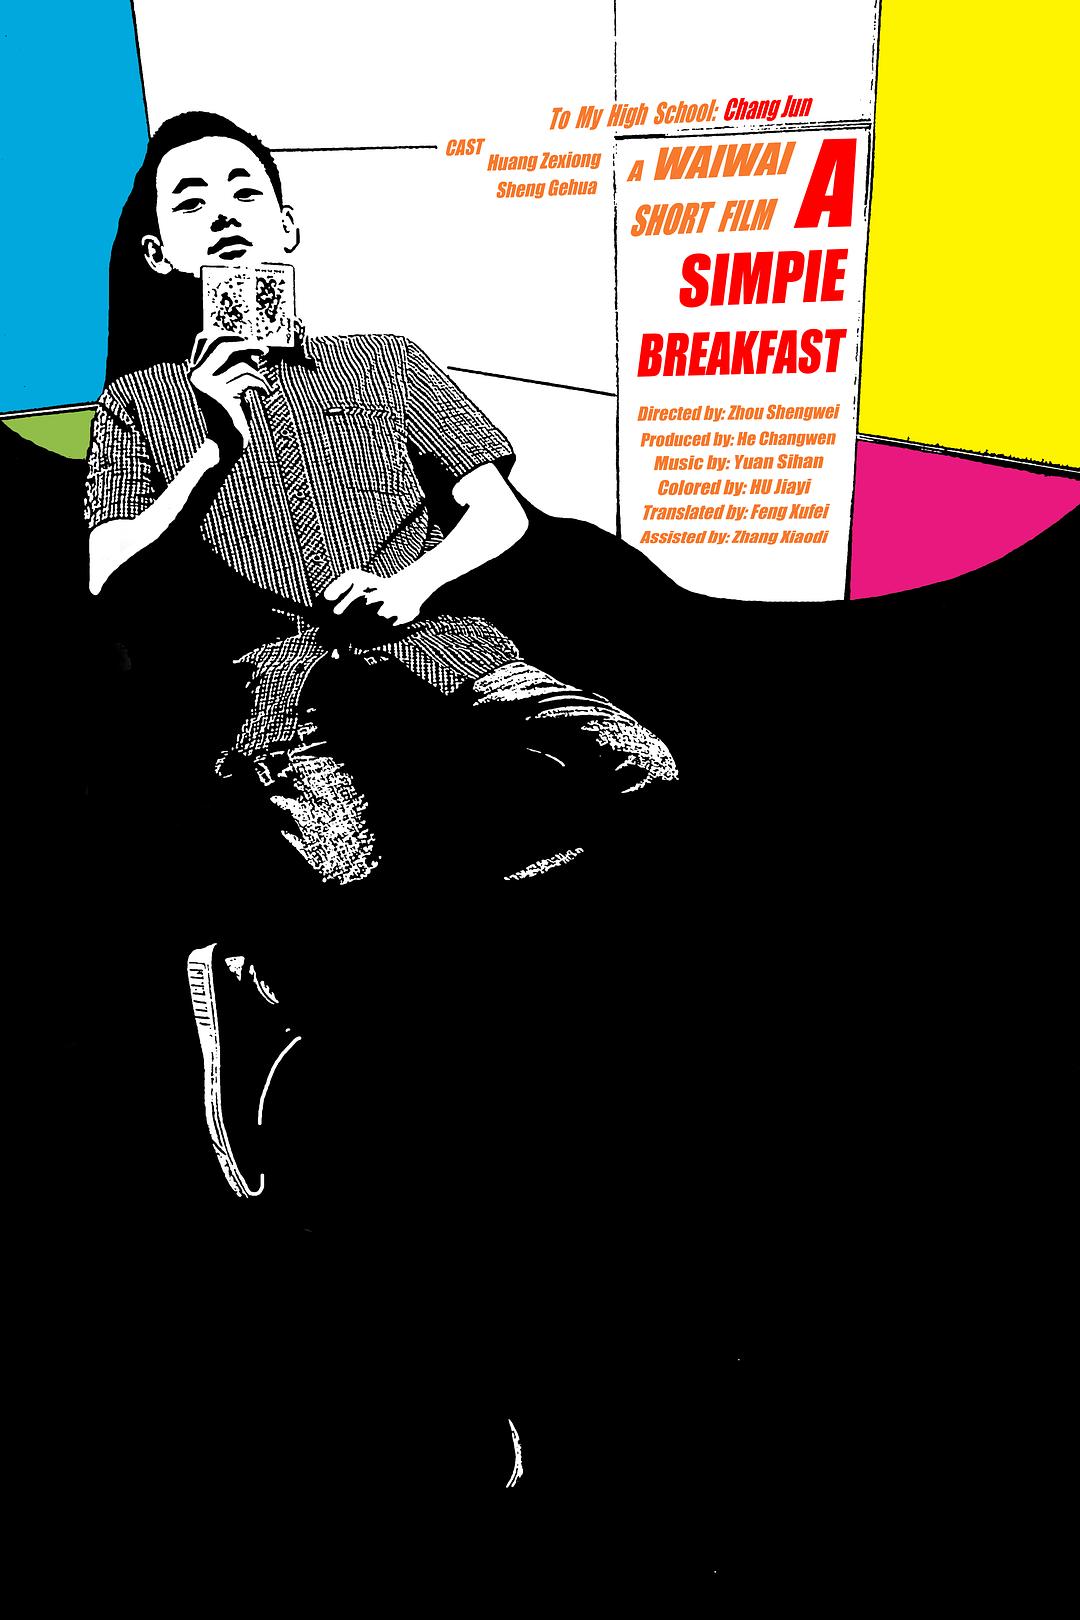 To My High School: Chang Jun
CAST
Huang Zexiong
Sheng Gehua
A WAIWAI
SHORT FILM
A
SIMPIE
BREAKFAST
Directed by: Zhou Shengwei
Produced by: He Changwen
Music by: Yuan Sihan
Colored by: HU Jiayi
Translated by: Feng Xufei
Assisted by: Zhang Xiaodi